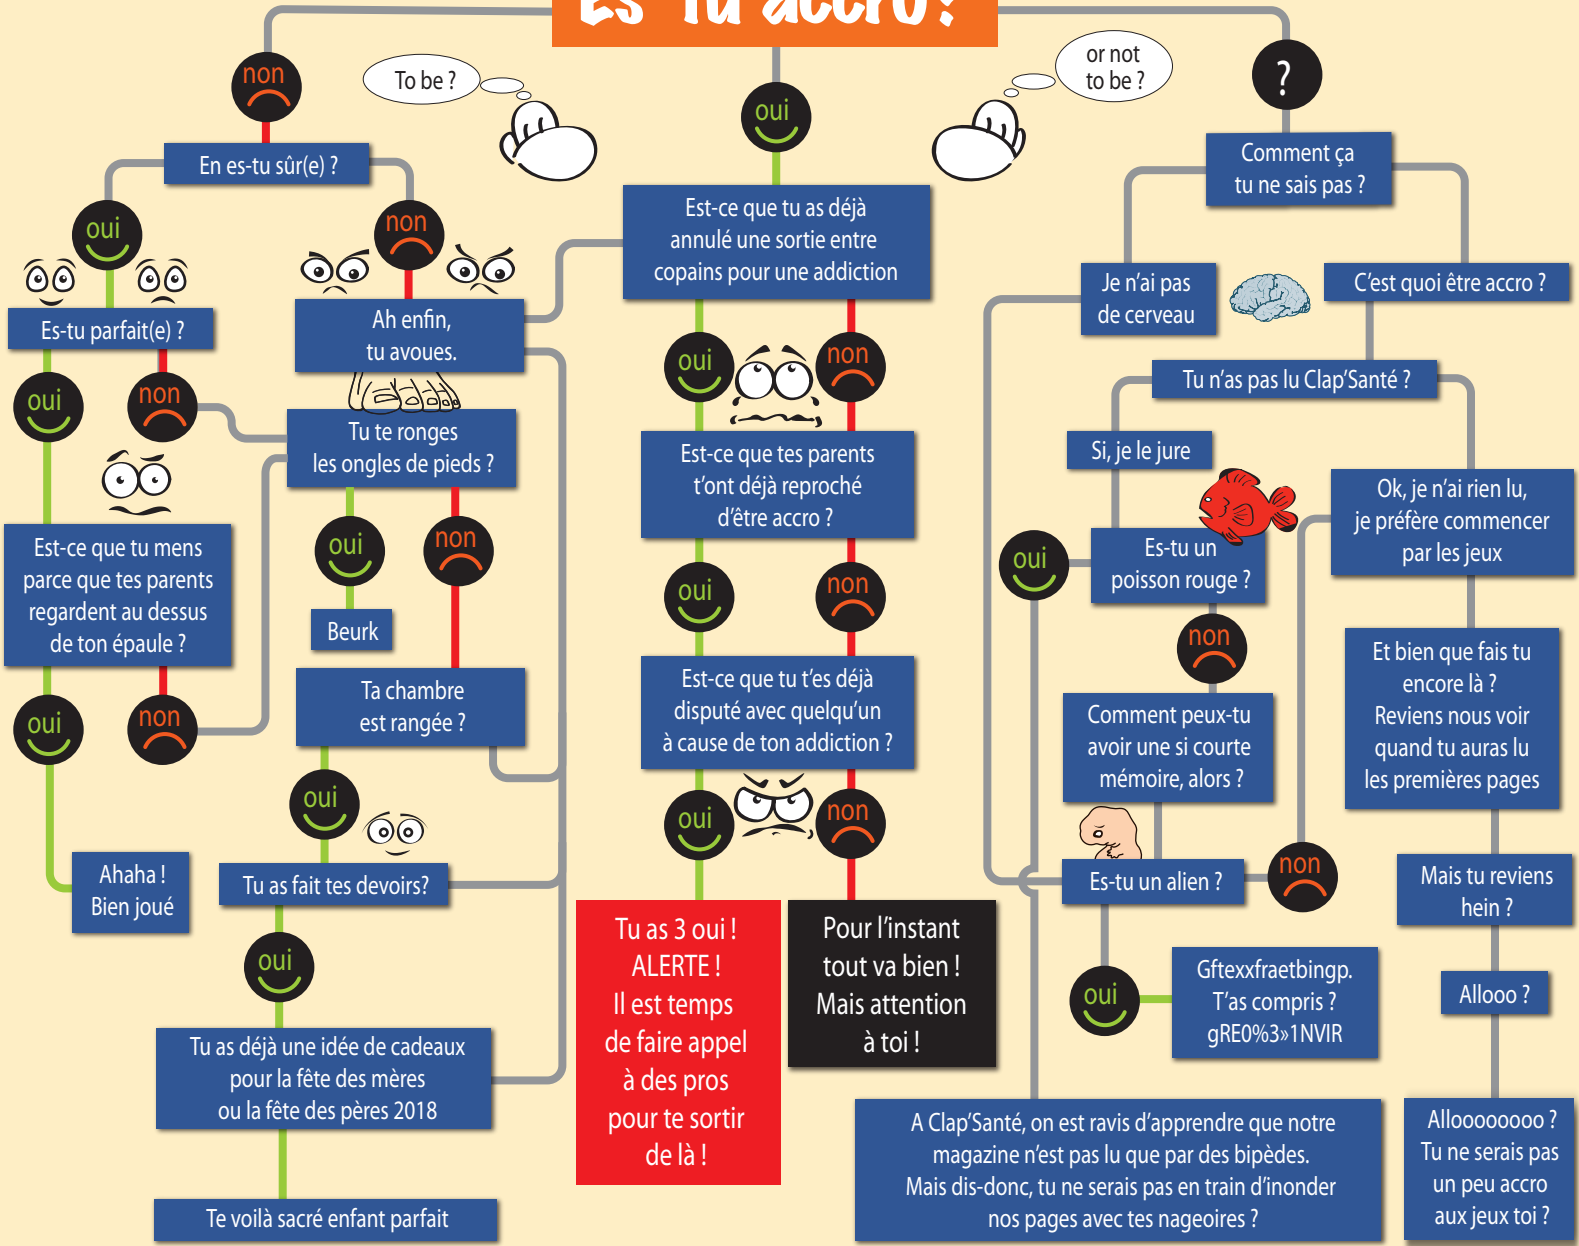 Es-Tu accro?
non
To be ?
oui
or not
to be ?
?
En es-tu sûr(e) ?
oui
non
Es-tu parfait(e) ?
oui
non
Ah enfin,
tu avoues.
Tu te ronges
les ongles de pieds ?
oui
non
Beurk
Est-ce que tu mens
parce que tes parents
regardent au dessus
de ton épaule ?
oui
non
Ahaha !
Bien joué
Ta chambre
est rangée ?
oui
Tu as fait tes devoirs?
oui
Tu as déjà une idée de cadeaux
pour la fête des mères
ou la fête des pères 2018
Te voilà sacré enfant parfait
Est-ce que tu as déjà
annulé une sortie entre
copains pour une addiction
oui
non
Est-ce que tes parents
t'ont déjà reproché
d'être accro ?
oui
non
Est-ce que tu t'es déjà
disputé avec quelqu'un
à cause de ton addiction ?
oui
non
Tu as 3 oui !
ALERTE !
Il est temps
de faire appel
à des pros
pour te sortir
de là !
Pour l'instant
tout va bien !
Mais attention
à toi !
Comment ça
tu ne sais pas ?
Je n'ai pas
de cerveau
C'est quoi être accro ?
Tu n'as pas lu Clap'Santé ?
Si, je le jure
Es-tu un
poisson rouge ?
oui
non
Comment peux-tu
avoir une si courte
mémoire, alors ?
Es-tu un alien ?
non
oui
Gftexxfraetbingp.
T'as compris ?
gRE0%3»1NVIR
A Clap'Santé, on est ravis d'apprendre que notre
magazine n'est pas lu que par des bipèdes.
Mais dis-donc, tu ne serais pas en train d'inonder
nos pages avec tes nageoires ?
Ok, je n'ai rien lu,
je préfère commencer
par les jeux
Et bien que fais tu
encore là ?
Reviens nous voir
quand tu auras lu
les premières pages
Mais tu reviens
hein ?
Allooo ?
Alloooooooo ?
Tu ne serais pas
un peu accro
aux jeux toi ?